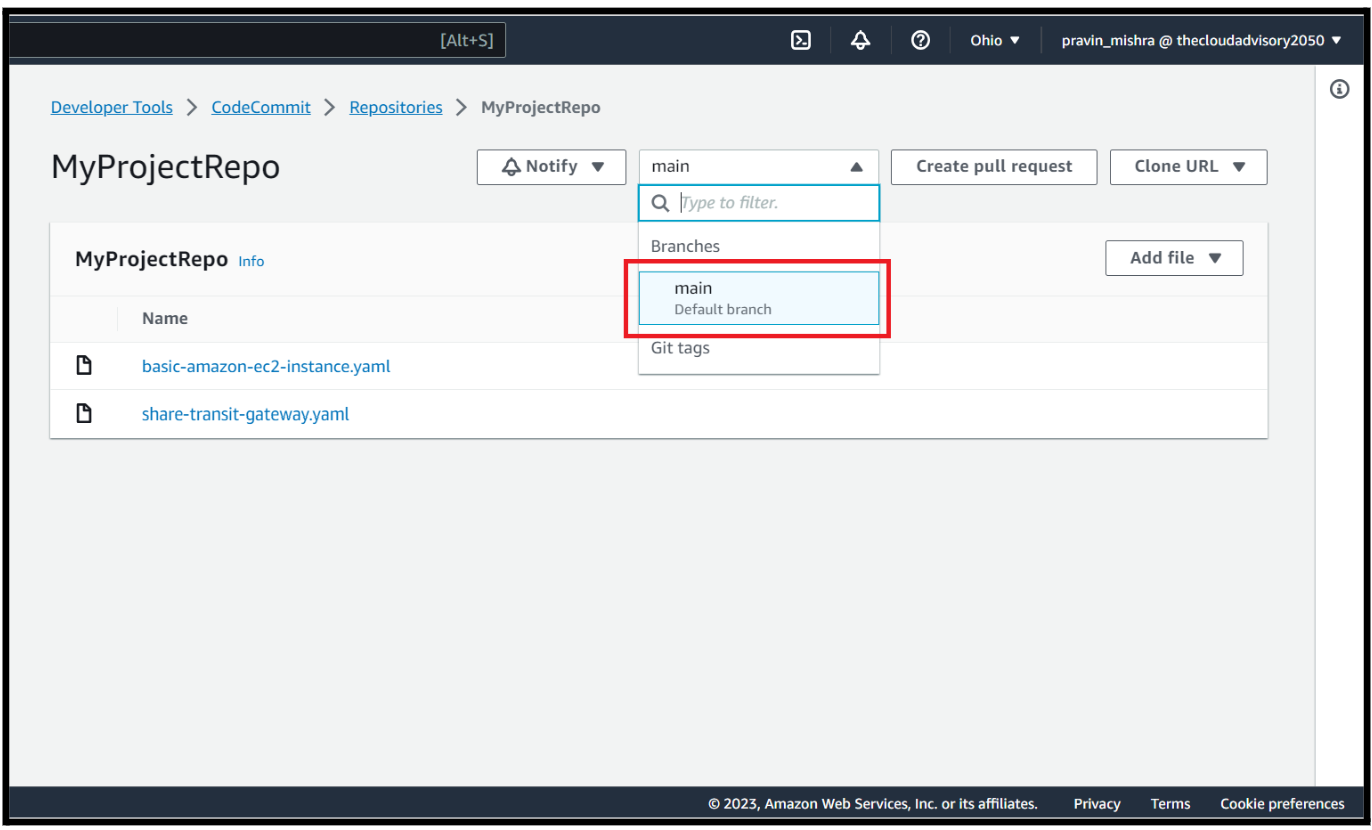 [Alt+S] Ohio pravin_mishra @ thecloudadvisory2050
Developer Tools CodeCommit Repositories MyProjectRepo
MyProjectRepo Notify main Create pull request Clone URL
Type to filter.
Branches
MyProjectRepo Info Add file
main
Default branch
Name
Git tags
basic-amazon-ec2-instance.yaml
share-transit-gateway.yaml
© 2023, Amazon Web Services, Inc. or its affiliates. Privacy Terms Cookie preferences